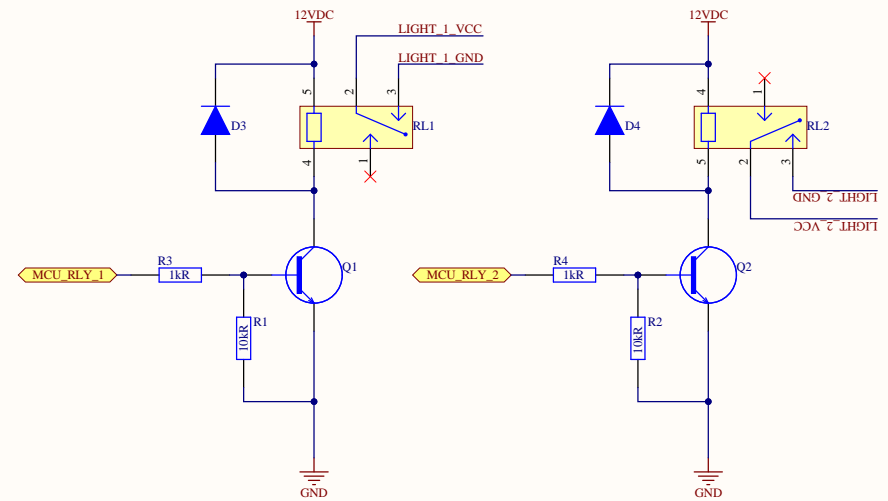 12VDC
LIGHT_1_VCC
LIGHT_1_GND
5
2
3
D3
RL1
4
1
MCU_RLY_1
R3
1kR
Q1
R1
10kR
GND
12VDC
4
1
D4
RL2
5
2
3
LIGHT_2_GND
LIGHT_2_VCC
MCU_RLY_2
R4
1kR
Q2
R2
10kR
GND